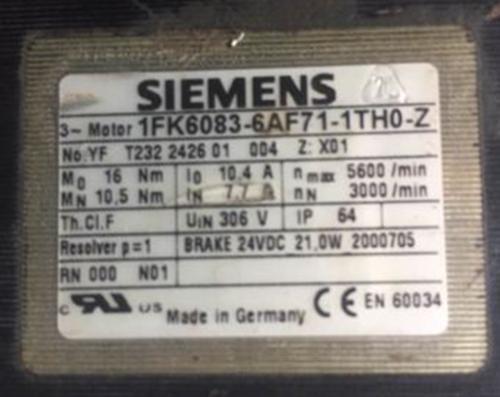 SIEMENS
3~ Motor 1FK6083-6AF71-1TH0-Z
No.YF T232 2426 01 004 Z: X01
M0 16 Nm I0 10,4 A nmax 5600 /min
MN 10,5 Nm IN 7,7 A nN 3000 /min
Th.Cl.F UIN 306 V IP 64
Resolver p=1 BRAKE 24VDC 21,0W 2000705
RN 000 N01
c RU US Made in Germany CE EN 60034